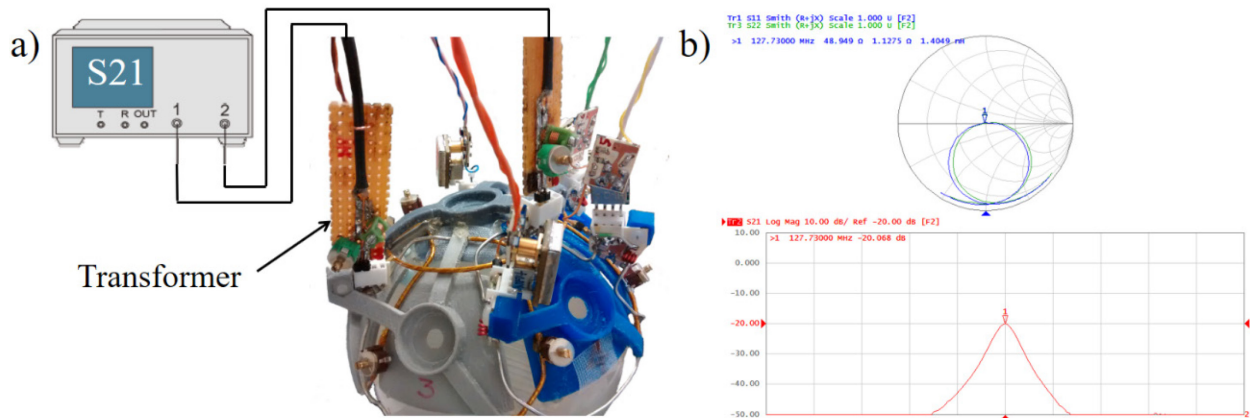 a)
S21
T R OUT 1 2
Transformer
3
b)
Tr1 S11 Smith (R+jX) Scale 1.000 U [F2]
Tr3 S22 Smith (R+jX) Scale 1.000 U [F2]
>1 127.73000 MHz 48.949 Ω 1.1275 Ω 1.4049 nH
1
Tr2 S21 Log Mag 10.00 dB/ Ref -20.00 dB [F2]
10.00
>1 127.73000 MHz -20.068 dB
0.000
-10.00
1
-20.00
-30.00
-40.00
-50.00
2